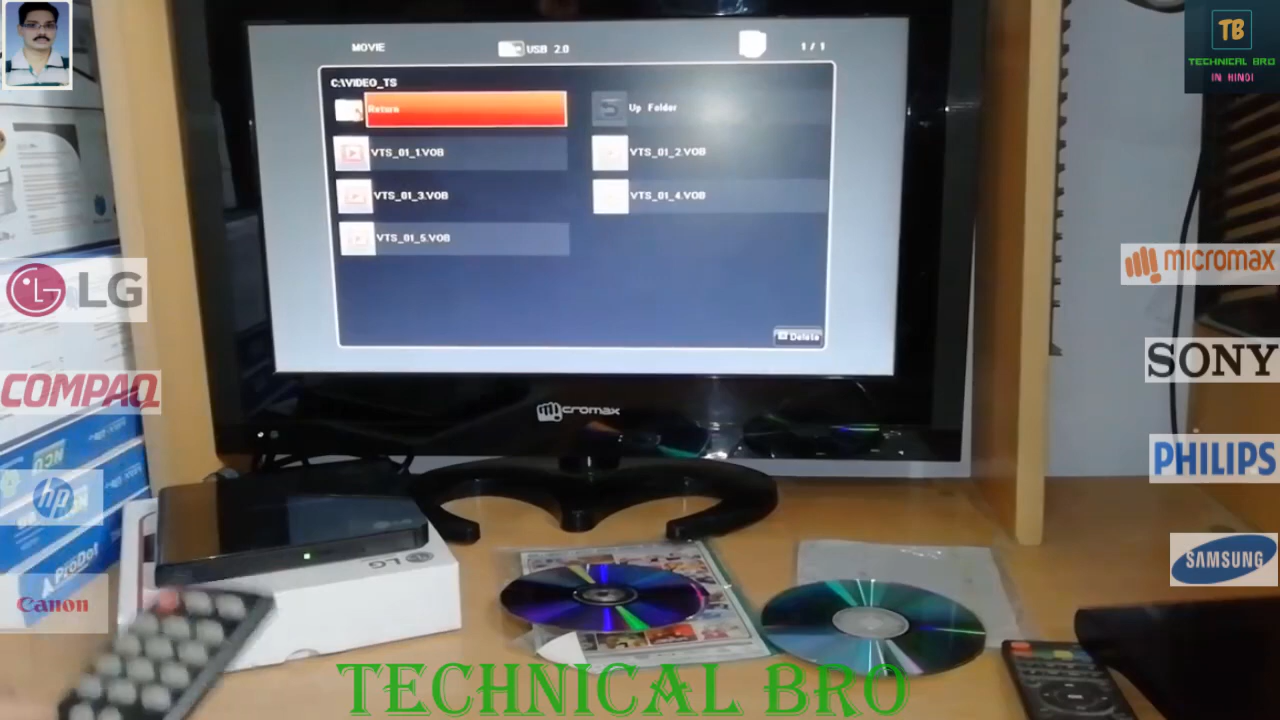 TB
TECHNICAL BRO
IN HINDI
MOVIE
USB 2.0
1 / 1
C:\VIDEO_TS
Return
Up Folder
VTS_01_1.VOB
VTS_01_2.VOB
VTS_01_3.VOB
VTS_01_4.VOB
VTS_01_5.VOB
Delete
micromax
LG
micromax
SONY
COMPAQ
PHILIPS
hp
SAMSUNG
ProDot
LG
Canon
TECHNICAL BRO